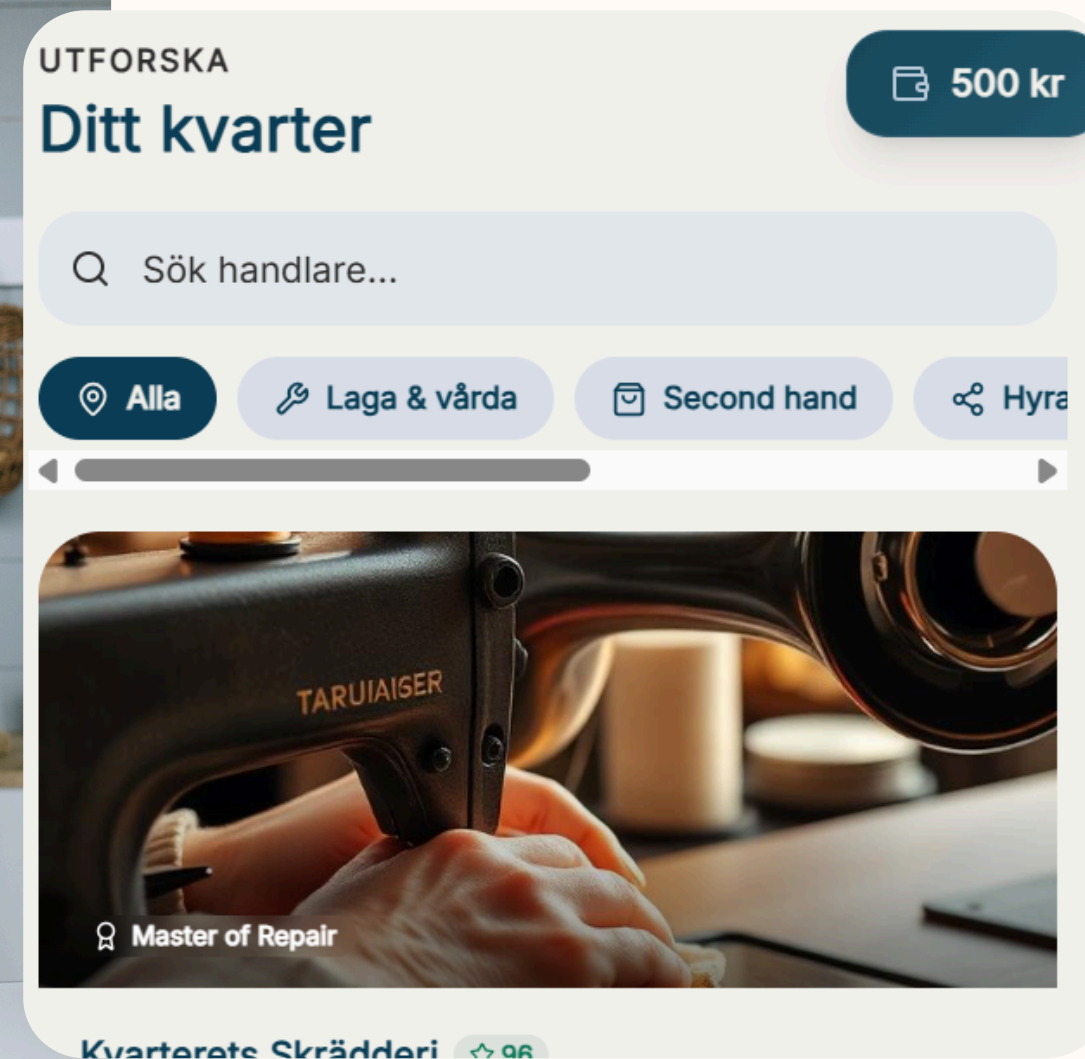 UTFORSKA
500 kr
Ditt kvarter
Sök handlare...
Alla
Laga & vårda
Second hand
Hyra
TARUIAISER
Master of Repair
Kvarterets Skrädderi
96